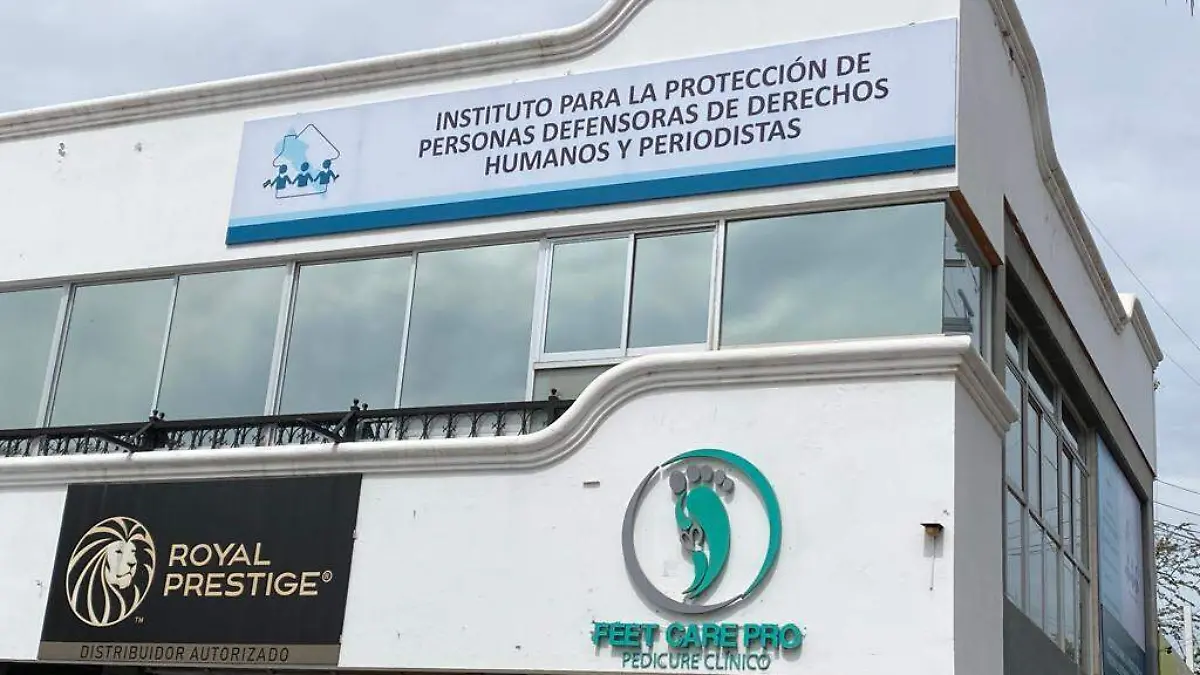 INSTITUTO PARA LA PROTECCIÓN DE
PERSONAS DEFENSORAS DE DERECHOS
HUMANOS Y PERIODISTAS
ROYAL
PRESTIGE®
™
DISTRIBUIDOR AUTORIZADO
FEET CARE PRO
PEDICURE CLÍNICO